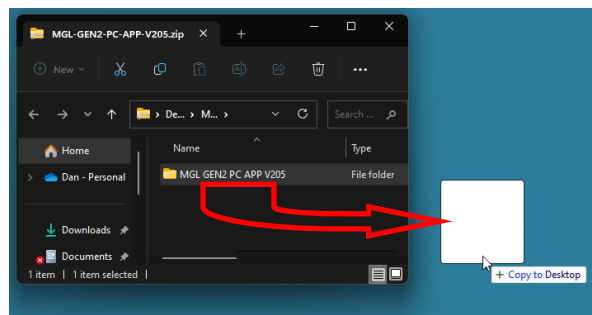 MGL-GEN2-PC-APP-V205.zip
New
De... > M... >
Search ...
Home
Name
Type
Dan - Personal
MGL GEN2 PC APP V205
File folder
Downloads
Documents
1 item | 1 item selected |
+ Copy to Desktop